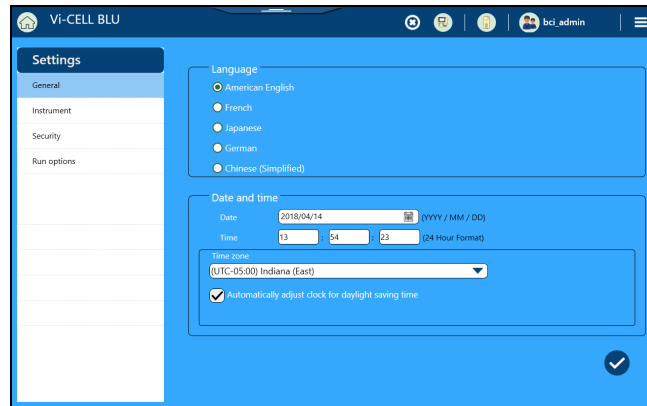 Vi-CELL BLU
bci_admin
Settings
General
Instrument
Security
Run options
Language
American English
French
Japanese
German
Chinese (Simplified)
Date and time
Date 2018/04/14 (YYYY / MM / DD)
Time 13 : 54 : 23 (24 Hour Format)
Time zone
(UTC-05:00) Indiana (East)
Automatically adjust clock for daylight saving time